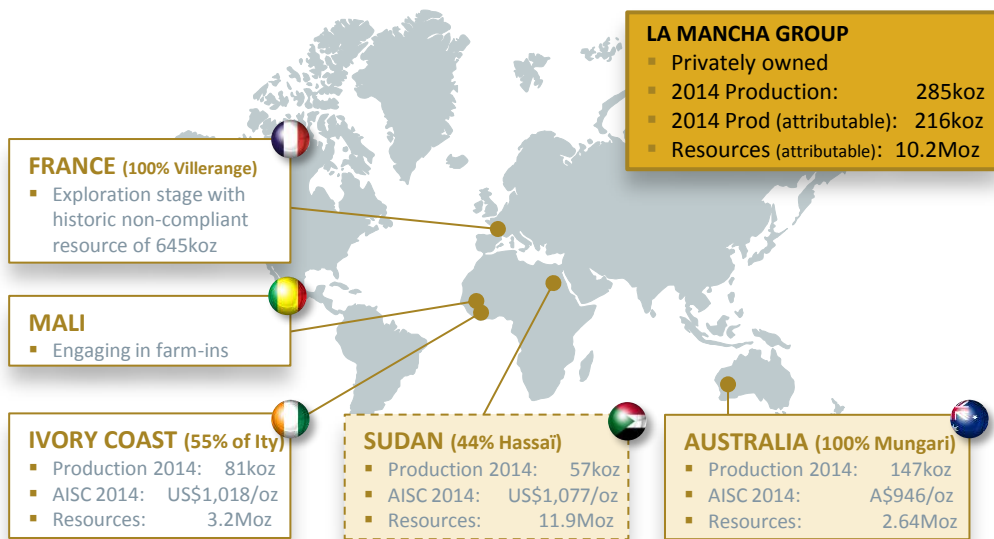 LA MANCHA GROUP
▪ Privately owned
▪ 2014 Production: 285koz
▪ 2014 Prod (attributable): 216koz
▪ Resources (attributable): 10.2Moz
FRANCE (100% Villerange)
▪ Exploration stage with
historic non-compliant
resource of 645koz
MALI
▪ Engaging in farm-ins
IVORY COAST (55% of Ity)
▪ Production 2014: 81koz
▪ AISC 2014: US$1,018/oz
▪ Resources: 3.2Moz
SUDAN (44% Hassaï)
▪ Production 2014: 57koz
▪ AISC 2014: US$1,077/oz
▪ Resources: 11.9Moz
AUSTRALIA (100% Mungari)
▪ Production 2014: 147koz
▪ AISC 2014: A$946/oz
▪ Resources: 2.64Moz